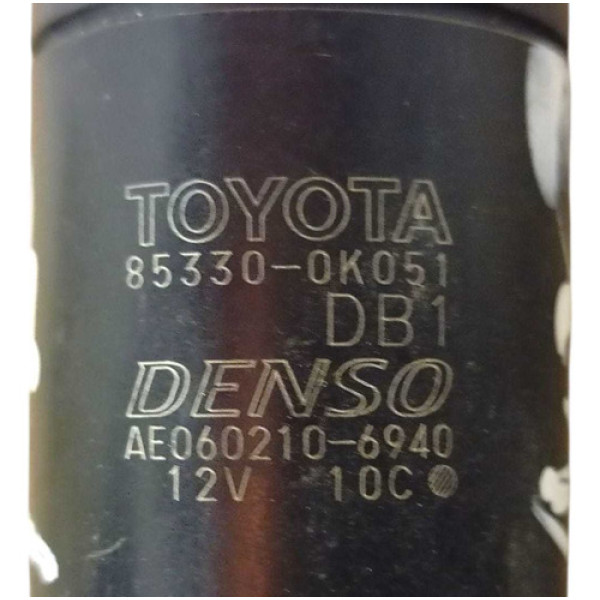 TOYOTA
85330-0K051
DB1
DENSO
AE060210-6940
12V 10C